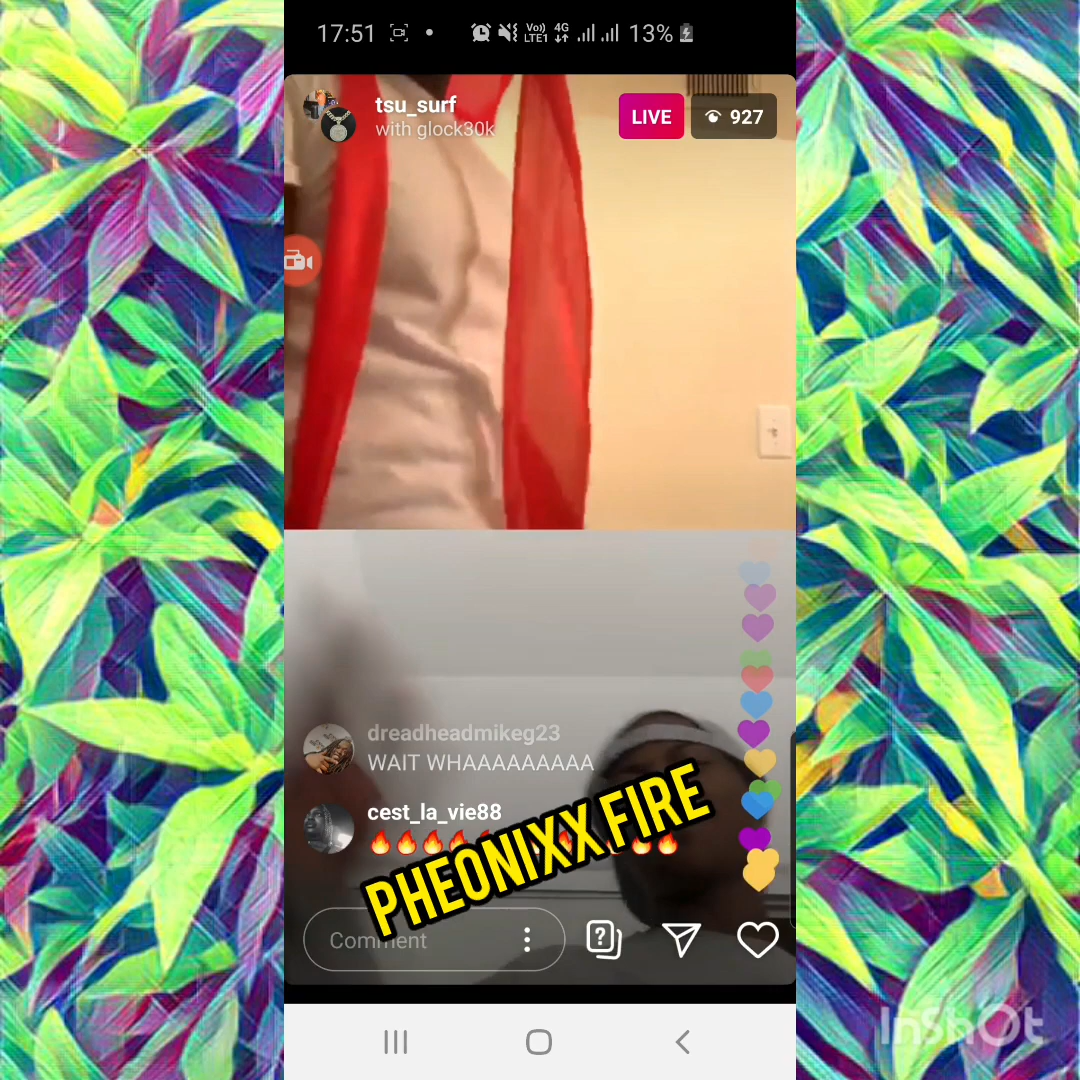 17:51
Vo)) 4G
LTE1
13%
tsu_surf
with glock30k
LIVE
927
dreadheadmikeg23
WAIT WHAAAAAAAAA
cest_la_vie88
🔥🔥🔥🔥🔥🔥🔥🔥🔥🔥🔥🔥
PHEONIXX FIRE
Comment
InShOt